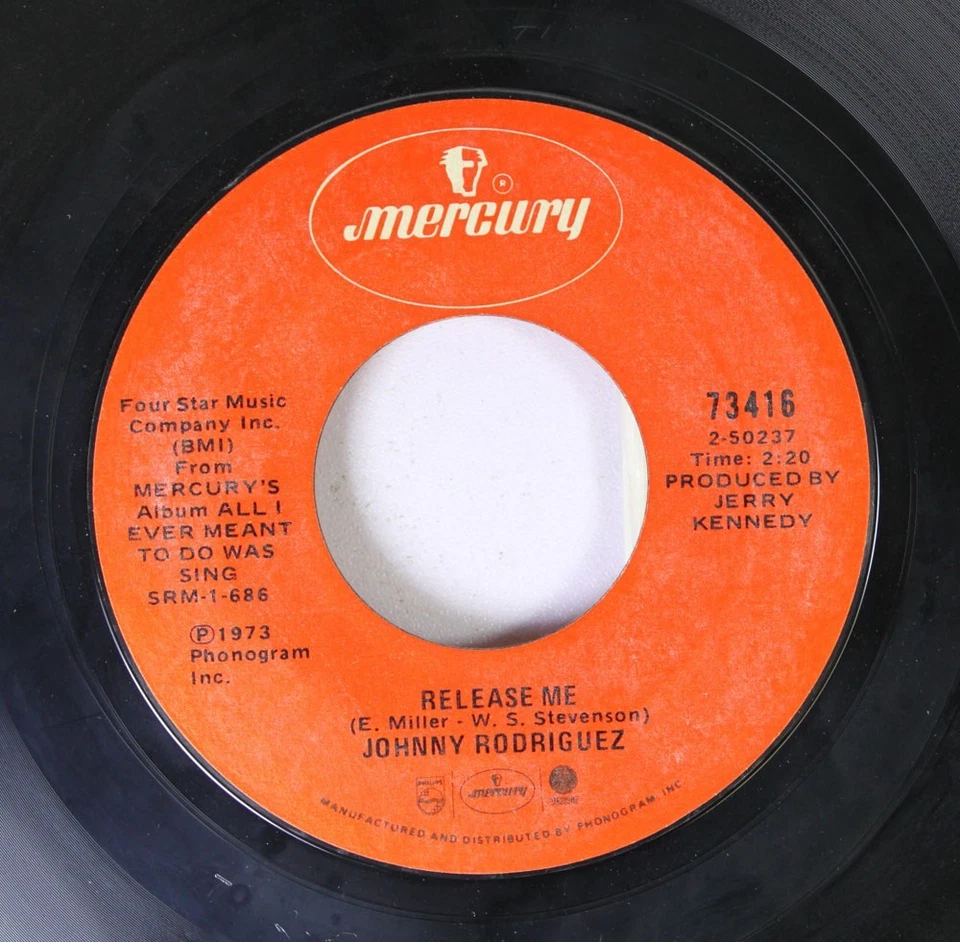 ®
mercury
Four Star Music
Company Inc.
(BMI)
From
MERCURY'S
Album ALL I
EVER MEANT
TO DO WAS
SING
SRM-1-686
Ⓟ1973
Phonogram
Inc.
73416
2-50237
Time: 2:20
PRODUCED BY
JERRY
KENNEDY
RELEASE ME
(E. Miller - W. S. Stevenson)
JOHNNY RODRIGUEZ
PHILIPS
mercury
MANUFACTURED AND DISTRIBUTED BY PHONOGRAM, INC.